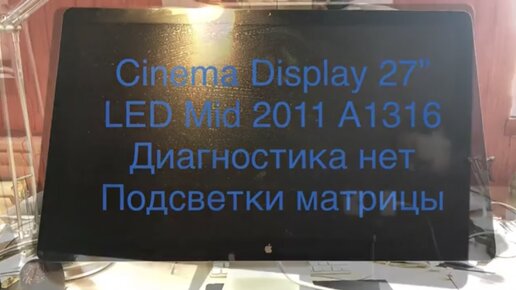 Cinema Display 27”
LED Mid 2011 A1316
Диагностика нет
Подсветки матрицы